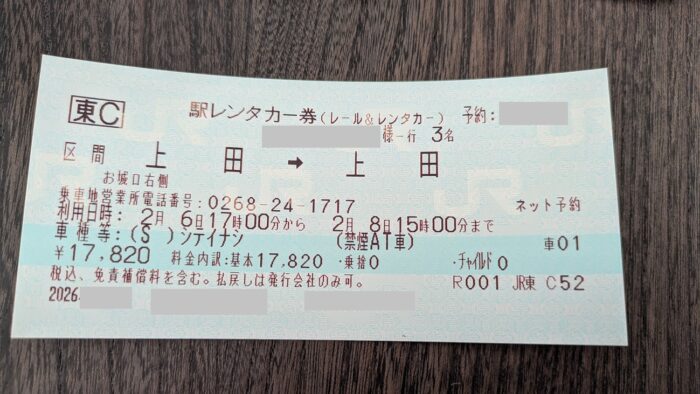 東C 駅レンタカー券(レール&レンタカー) 予約:
様一行 3名
区間 上田 → 上田
お城口右側
乗車地営業所電話番号:0268-24-1717 ネット予約
利用日時: 2月 6日17時00分から 2月 8日15時00分まで
車種等:(S )シテイナシ (禁煙AT車) 車01
¥17,820 料金内訳:基本17,820 ・乗捨0 ・チャイルド0
税込、免責補償料を含む。払戻しは発行会社のみ可。 R001 JR東 C52
2026